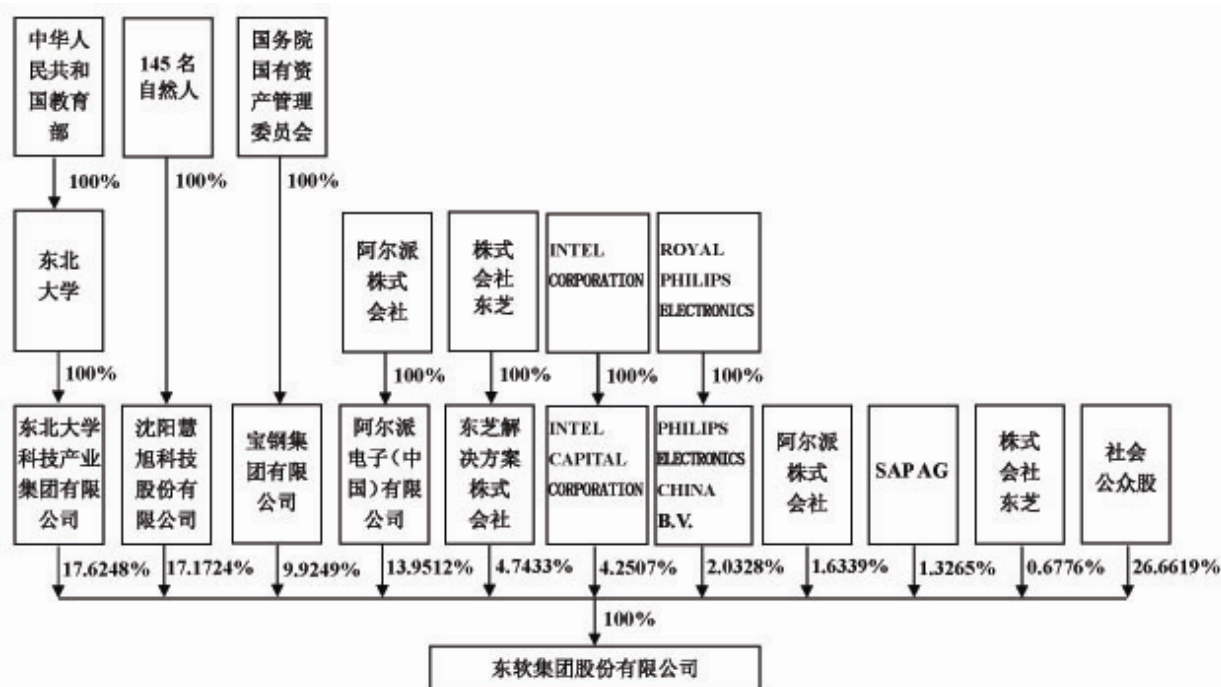 中华人
民共和
国教育
部
145 名
自然人
国务院
国有资
产管理
委员会
100%
100%
100%
东北
大学
阿尔派
株式
会社
株式
会社
东芝
INTEL
CORPORATION
ROYAL
PHILIPS
ELECTRONICS
100%
100%
100%
100%
100%
东北大学
科技产业
集团有限
公司
沈阳慧
旭科技
股份有
限公司
宝钢集
团有限
公司
阿尔派
电子（中
国）有限
公司
东芝解
决方案
株式
会社
INTEL
CAPITAL
CORPORATION
PHILIPS
ELECTRONICS
CHINA
B.V.
阿尔派
株式
会社
SAP AG
株式
会社
东芝
社会
公众股
17.6248%
17.1724%
9.9249%
13.9512%
4.7433%
4.2507%
2.0328%
1.6339%
1.3265%
0.6776%
26.6619%
100%
东软集团股份有限公司